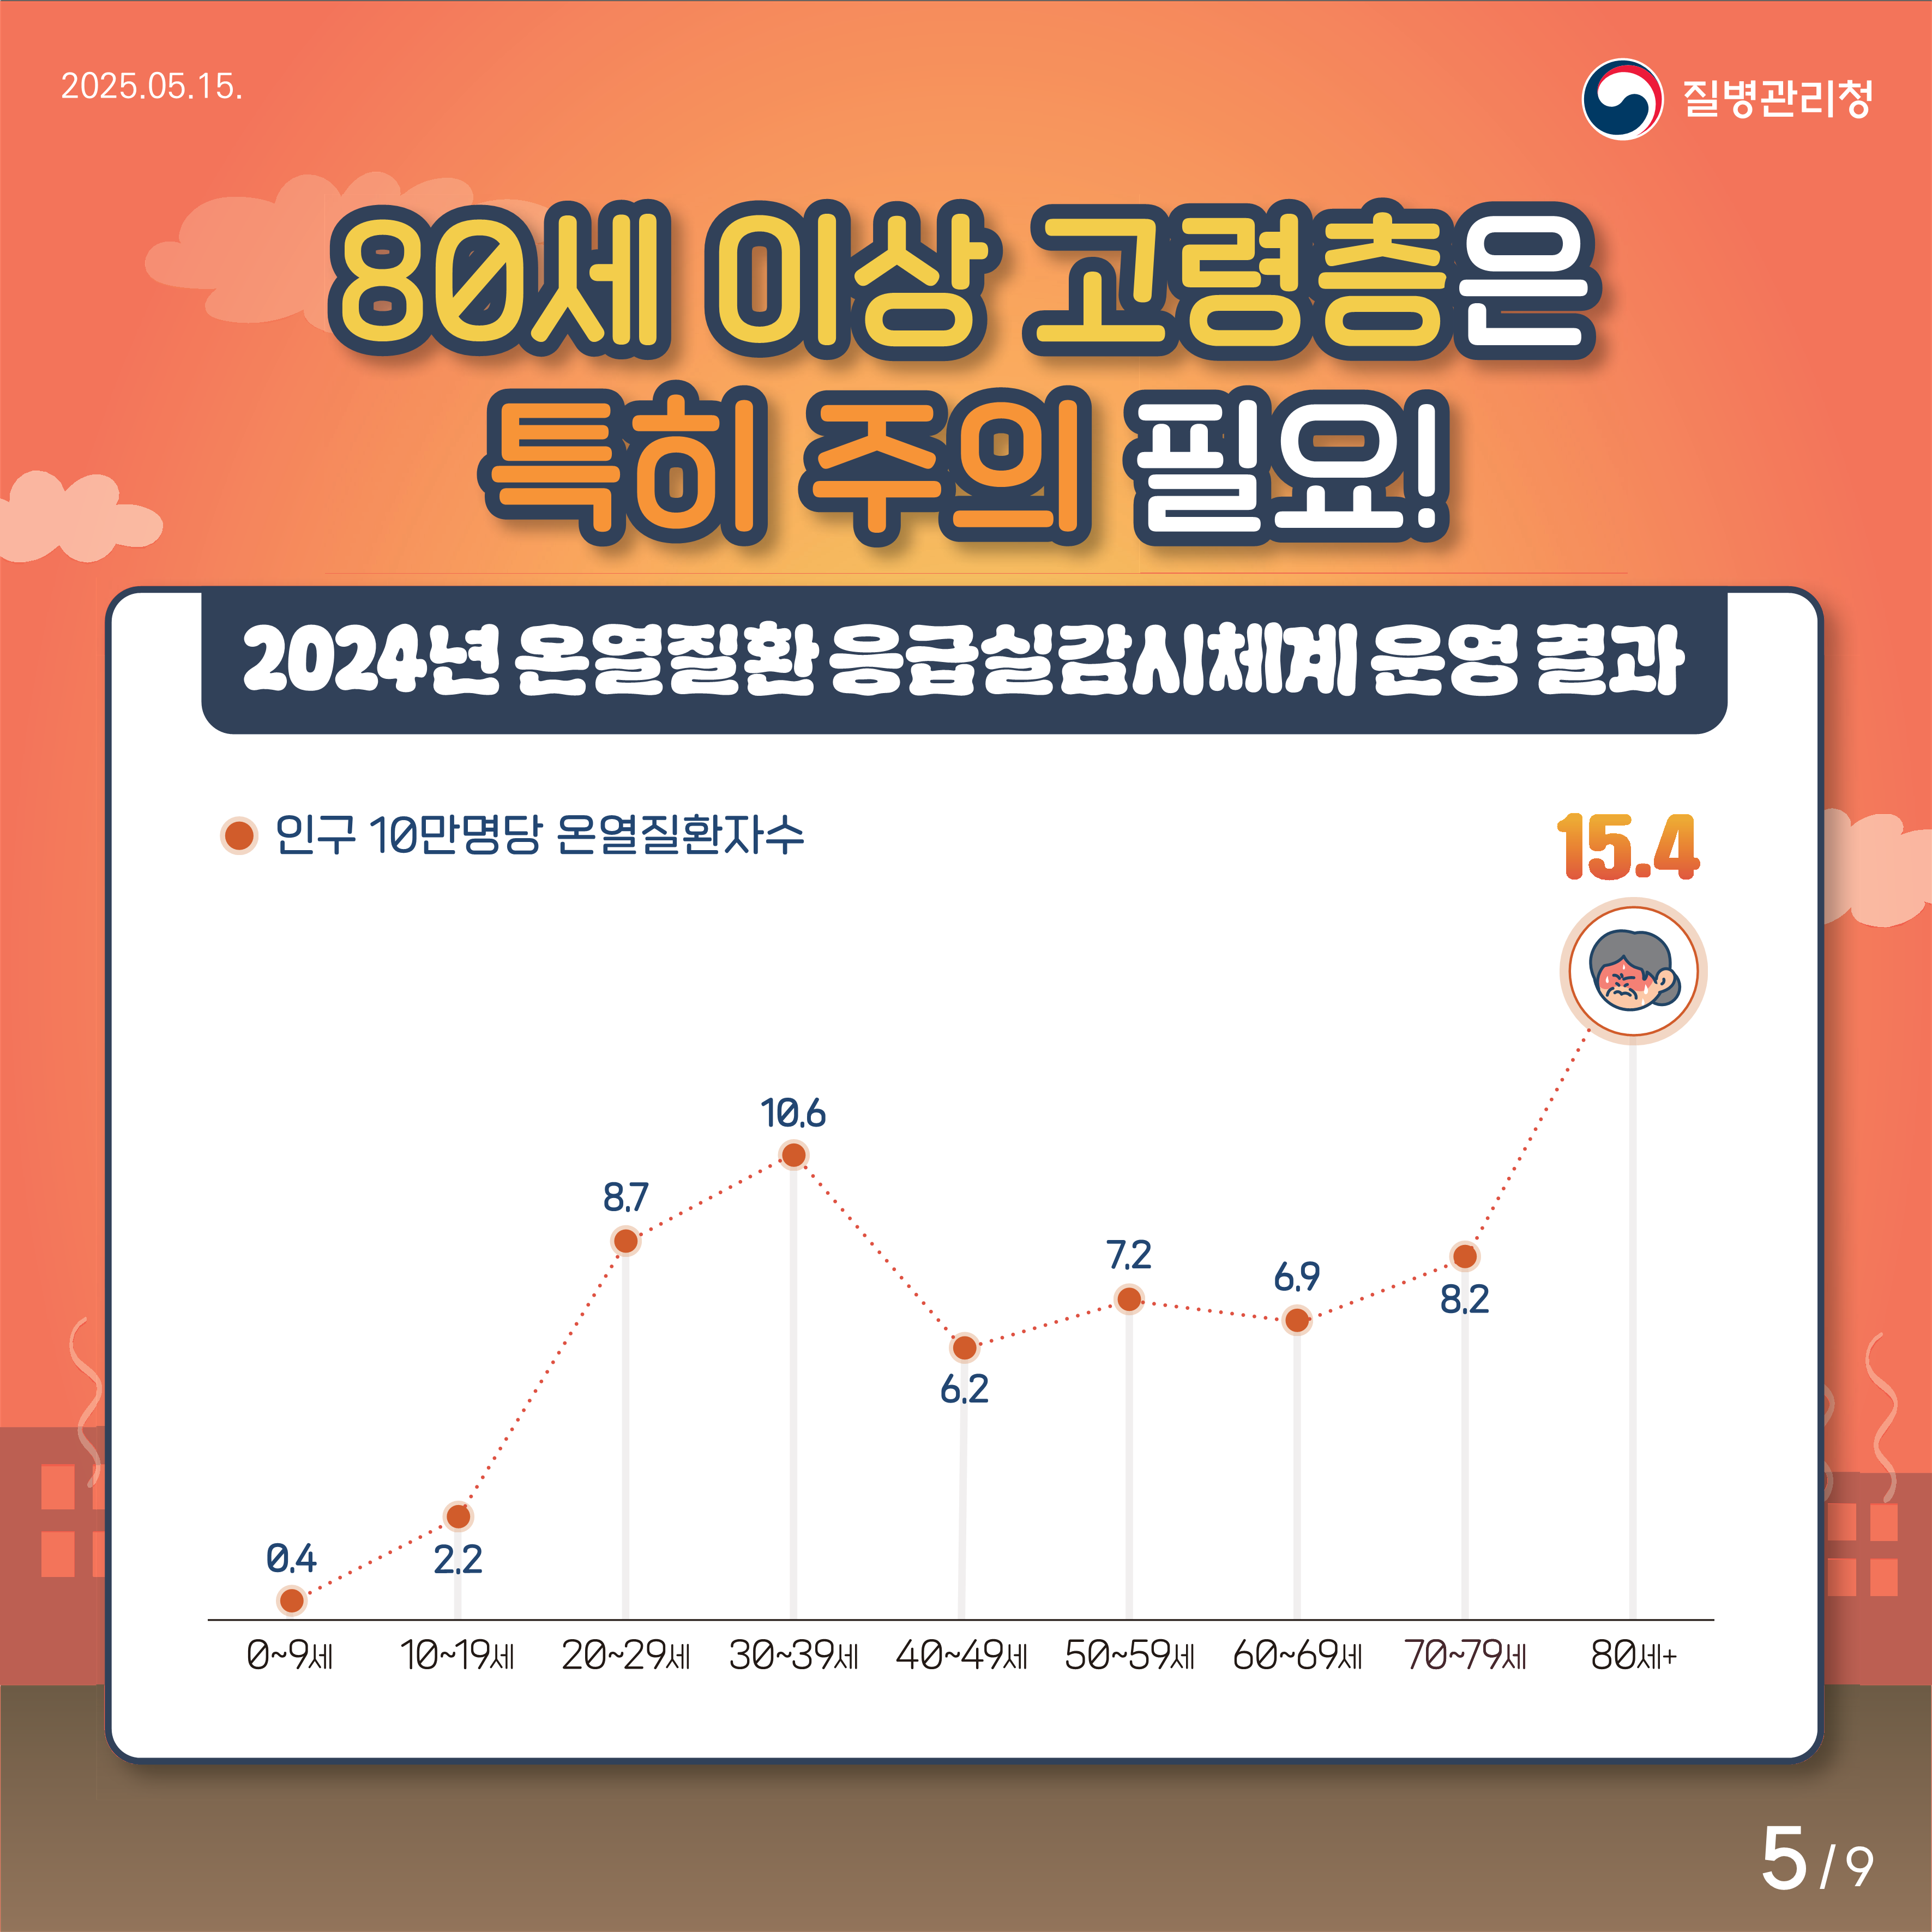 2025.05.15.
질병관리청
80세 이상 고령층은
특히 주의 필요!
2024년 온열질환 응급실감시체계 운영 결과
인구 10만명당 온열질환자수
15.4
10.6
8.7
7.2
6.9
8.2
6.2
0.4
2.2
0~9세 10~19세 20~29세 30~39세 40~49세 50~59세 60~69세 70~79세 80세+
5/9